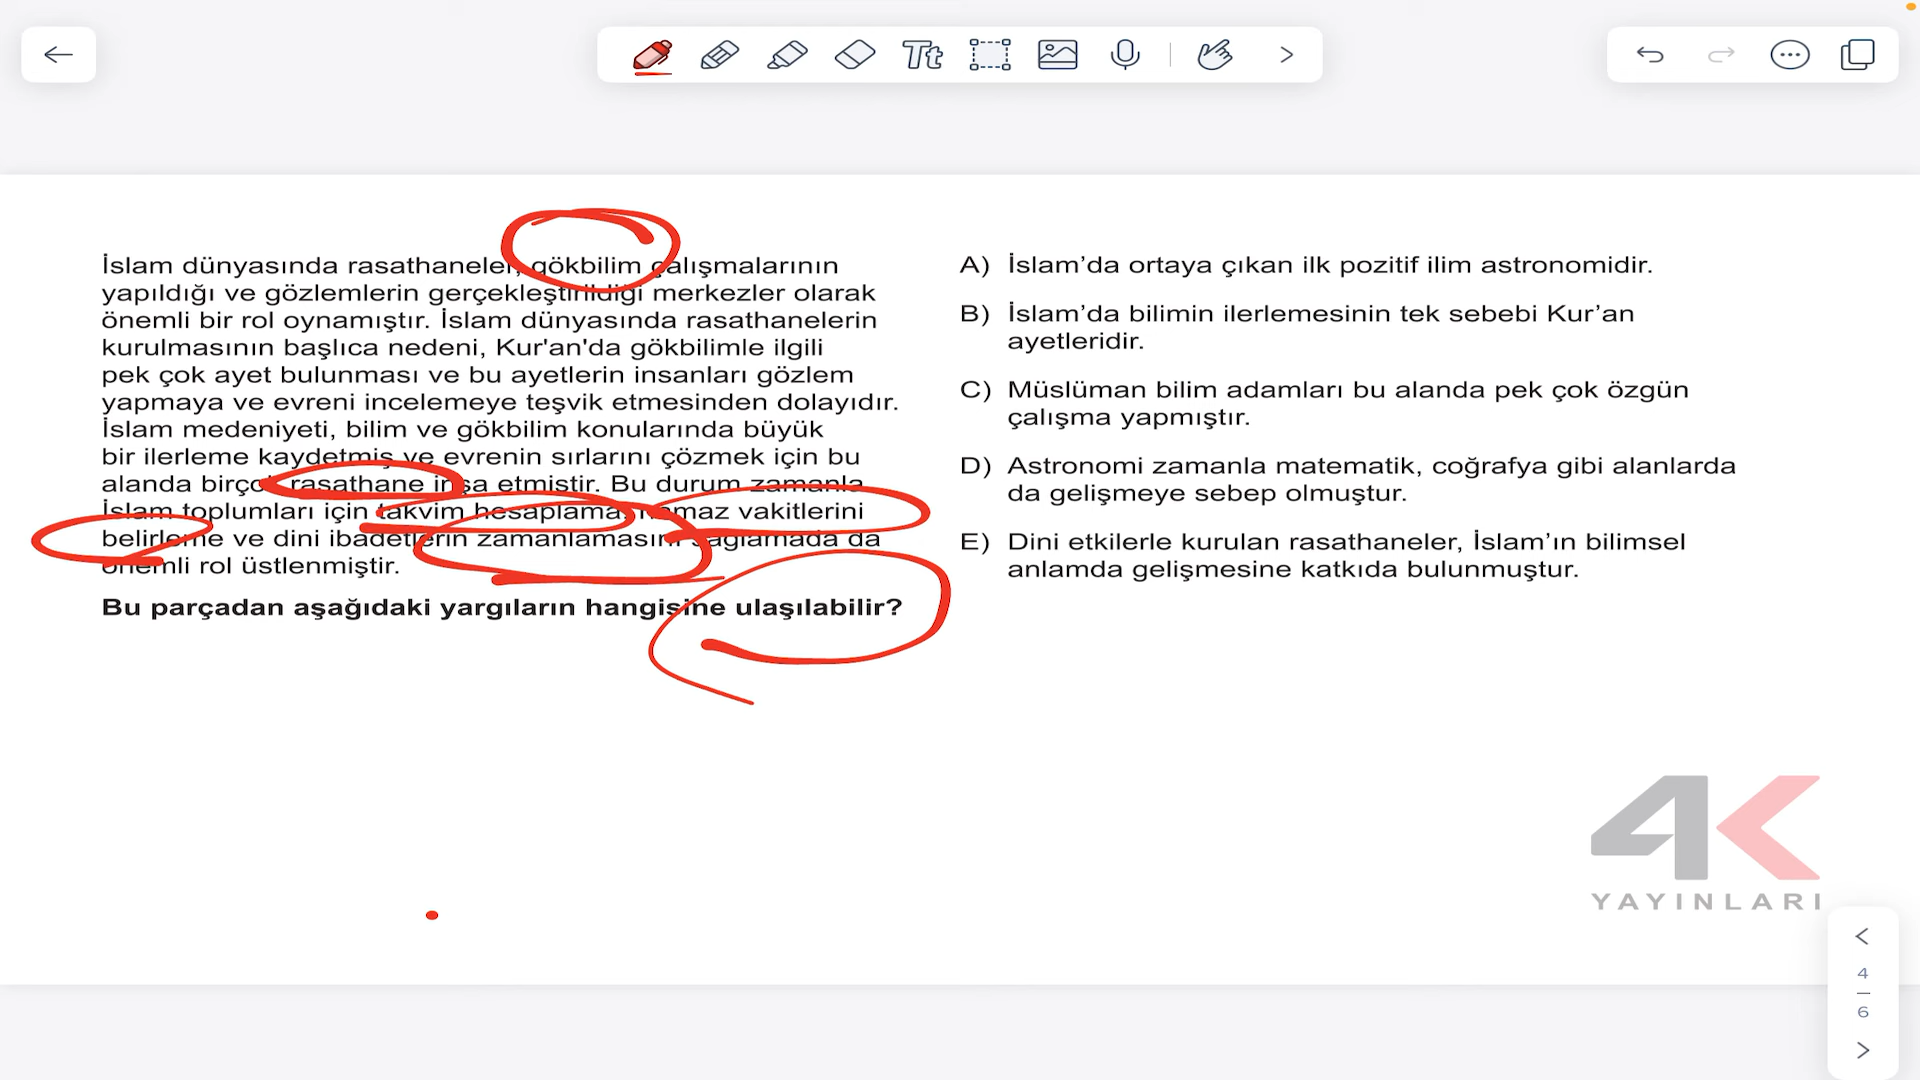 Tt
İslam dünyasında rasathaneler, gökbilim çalışmalarının
yapıldığı ve gözlemlerin gerçekleştirildiği merkezler olarak
önemli bir rol oynamıştır. İslam dünyasında rasathanelerin
kurulmasının başlıca nedeni, Kur'an'da gökbilimle ilgili
pek çok ayet bulunması ve bu ayetlerin insanları gözlem
yapmaya ve evreni incelemeye teşvik etmesinden dolayıdır.
İslam medeniyeti, bilim ve gökbilim konularında büyük
bir ilerleme kaydetmiş ve evrenin sırlarını çözmek için bu
alanda birçok rasathane inşa etmiştir. Bu durum zamanla
İslam toplumları için takvim hesaplama, namaz vakitlerini
belirleme ve dini ibadetlerin zamanlamasını sağlamada da
önemli rol üstlenmiştir.
Bu parçadan aşağıdaki yargıların hangisine ulaşılabilir?
A) İslam’da ortaya çıkan ilk pozitif ilim astronomidir.
B) İslam’da bilimin ilerlemesinin tek sebebi Kur’an
ayetleridir.
C) Müslüman bilim adamları bu alanda pek çok özgün
çalışma yapmıştır.
D) Astronomi zamanla matematik, coğrafya gibi alanlarda
da gelişmeye sebep olmuştur.
E) Dini etkilerle kurulan rasathaneler, İslam’ın bilimsel
anlamda gelişmesine katkıda bulunmuştur.
4K
YAYINLARI
4
6